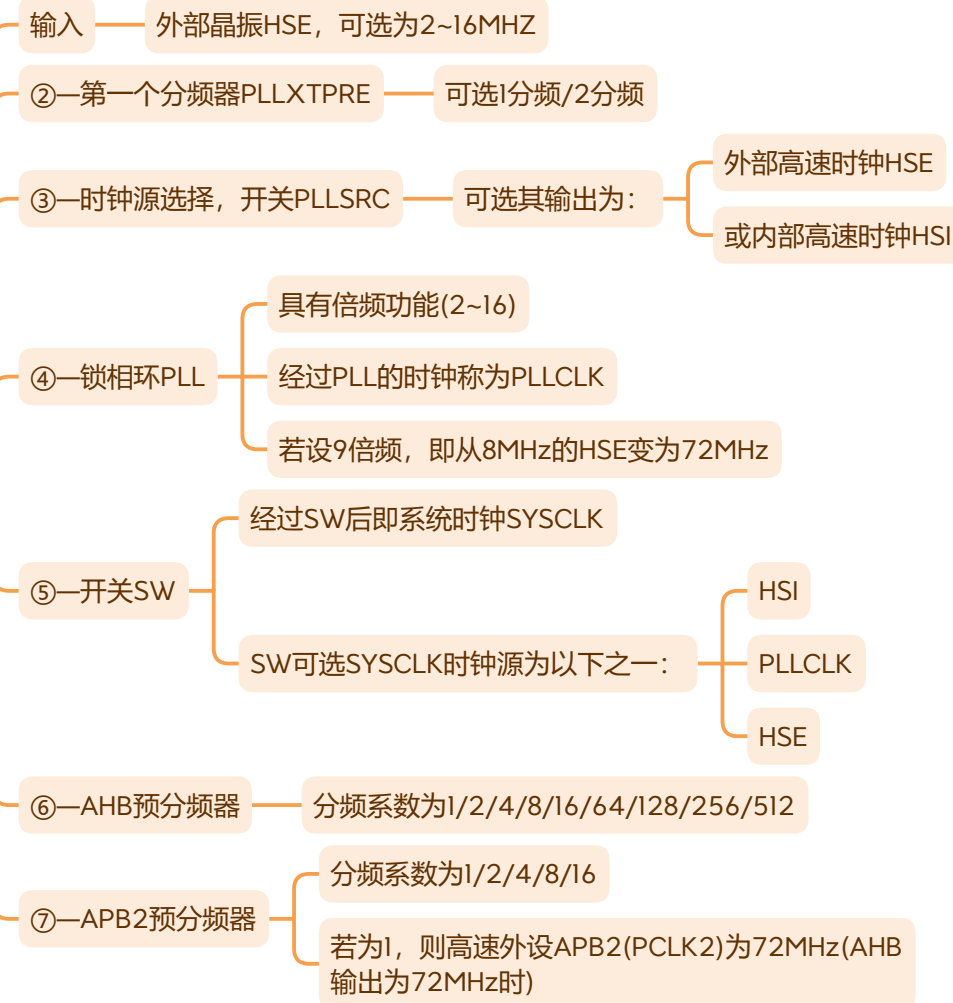 输入
外部晶振HSE，可选为2~16MHZ
②—第一个分频器PLLXTPRE
可选1分频/2分频
③—时钟源选择，开关PLLSRC
可选其输出为：
外部高速时钟HSE
或内部高速时钟HSI
④—锁相环PLL
具有倍频功能(2~16)
经过PLL的时钟称为PLLCLK
若设9倍频，即从8MHz的HSE变为72MHz
⑤—开关SW
经过SW后即系统时钟SYSCLK
SW可选SYSCLK时钟源为以下之一：
HSI
PLLCLK
HSE
⑥—AHB预分频器
分频系数为1/2/4/8/16/64/128/256/512
⑦—APB2预分频器
分频系数为1/2/4/8/16
若为1，则高速外设APB2(PCLK2)为72MHz(AHB
输出为72MHz时)